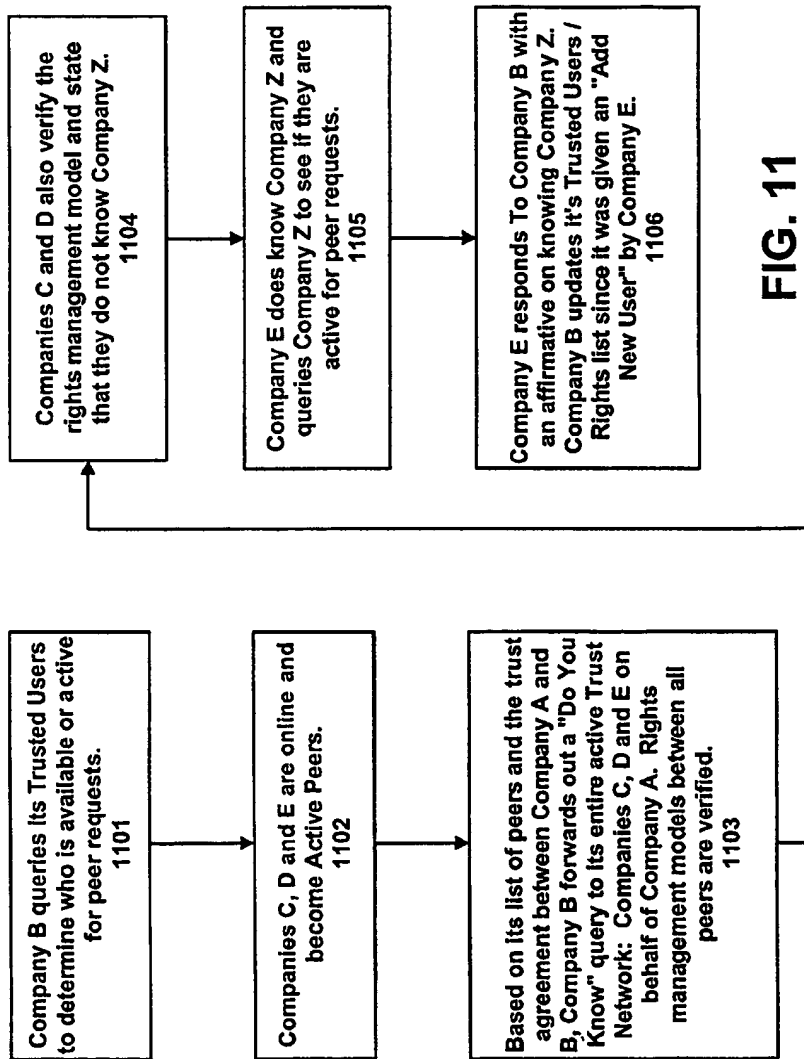 Company B queries Its Trusted Users
to determine who is available or active
for peer requests.
1101
Companies C, D and E are online and
become Active Peers.
1102
Based on its list of peers and the trust
agreement between Company A and
B, Company B forwards out a "Do You
Know" query to its entire active Trust
Network: Companies C, D and E on
behalf of Company A. Rights
management models between all
peers are verified.
1103
Companies C and D also verify the
rights management model and state
that they do not know Company Z.
1104
Company E does know Company Z and
queries Company Z to see if they are
active for peer requests.
1105
Company E responds To Company B with
an affirmative on knowing Company Z.
Company B updates it's Trusted Users /
Rights list since it was given an "Add
New User" by Company E.
1106
FIG. 11